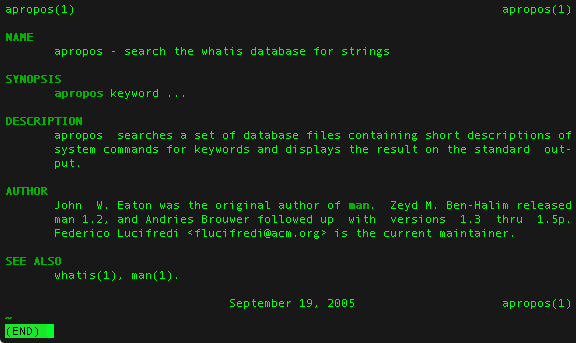 apropos(1) apropos(1)
NAME
apropos - search the whatis database for strings
SYNOPSIS
apropos keyword ...
DESCRIPTION
apropos searches a set of database files containing short descriptions of
system commands for keywords and displays the result on the standard out-
put.
AUTHOR
John W. Eaton was the original author of man. Zeyd M. Ben-Halim released
man 1.2, and Andries Brouwer followed up with versions 1.3 thru 1.5p.
Federico Lucifredi <flucifredi@acm.org> is the current maintainer.
SEE ALSO
whatis(1), man(1).
September 19, 2005 apropos(1)
~
(END)